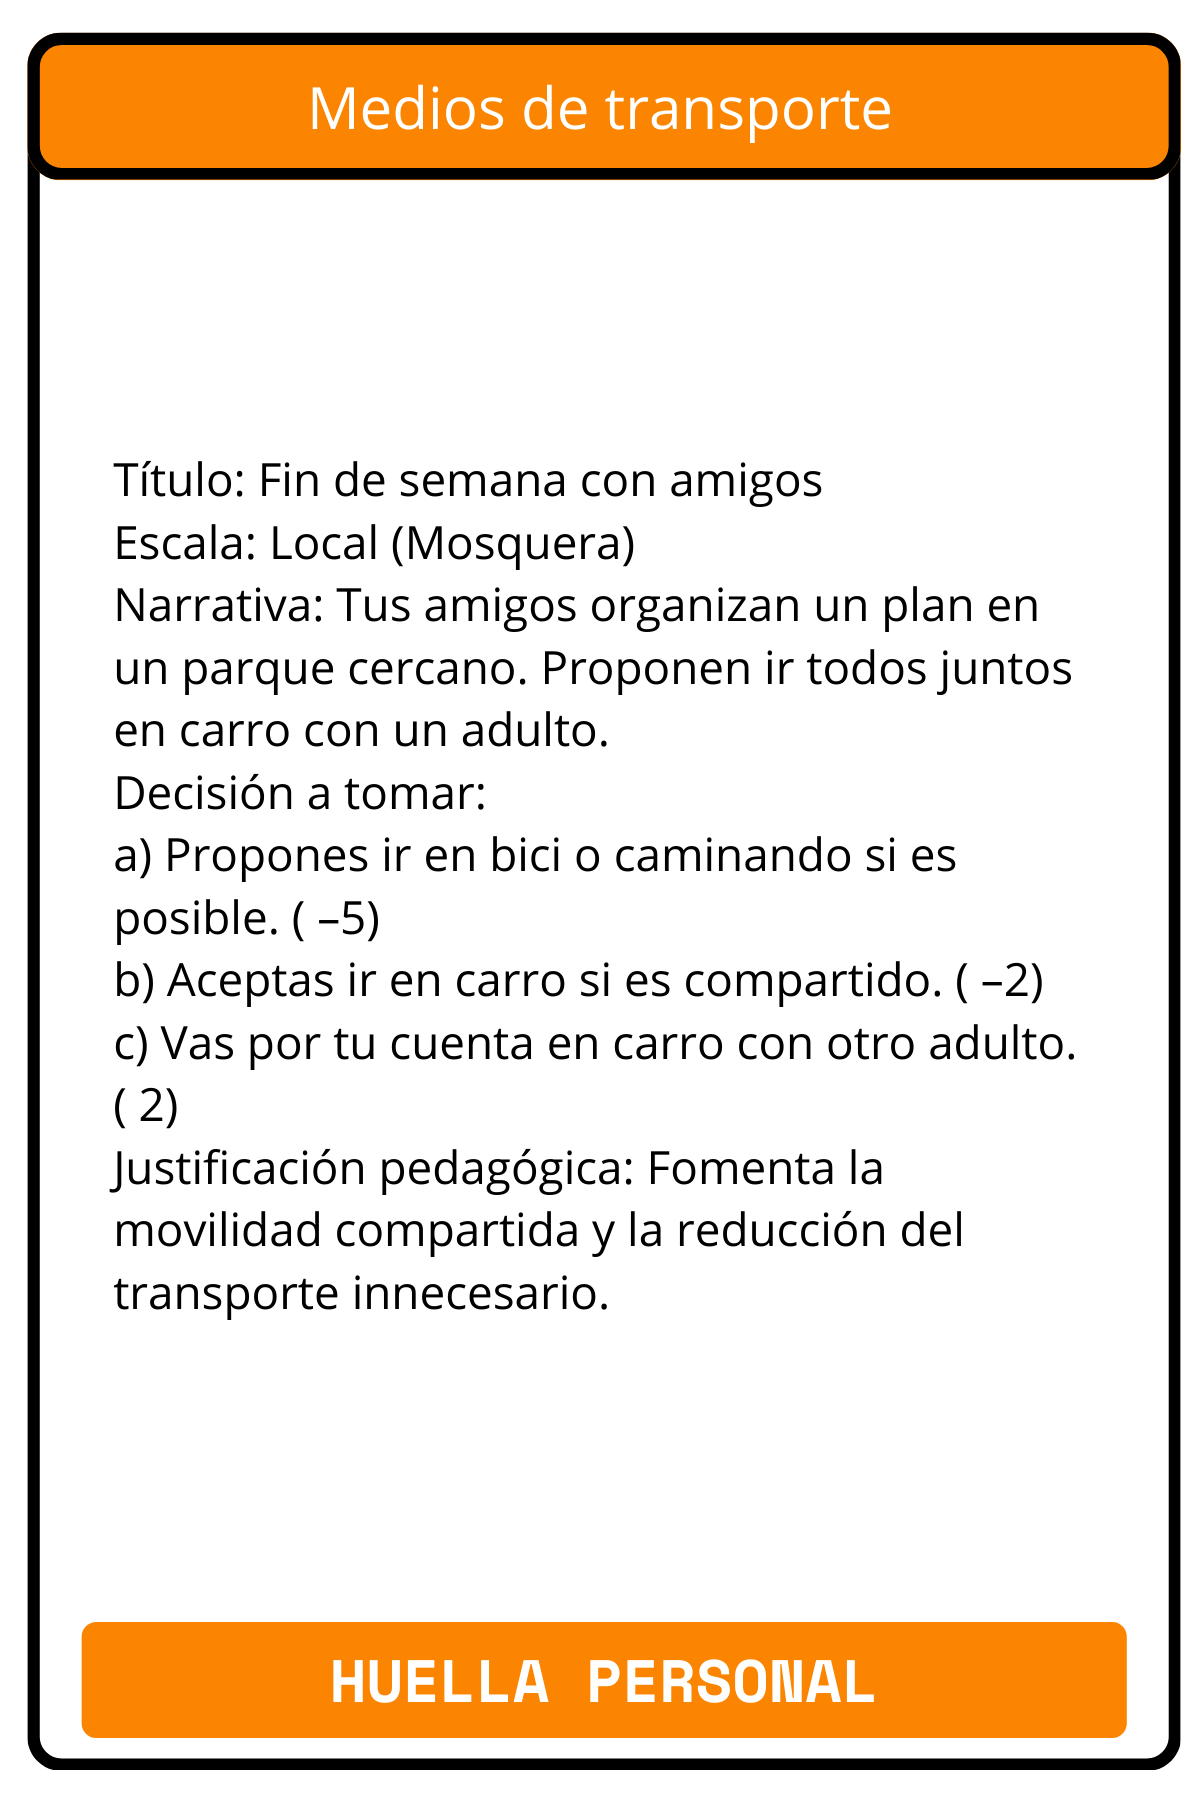 Medios de transporte
Título: Fin de semana con amigos
Escala: Local (Mosquera)
Narrativa: Tus amigos organizan un plan en
un parque cercano. Proponen ir todos juntos
en carro con un adulto.
Decisión a tomar:
a) Propones ir en bici o caminando si es
posible. ( –5)
b) Aceptas ir en carro si es compartido. ( –2)
c) Vas por tu cuenta en carro con otro adulto.
( 2)
Justificación pedagógica: Fomenta la
movilidad compartida y la reducción del
transporte innecesario.
HUELLA PERSONAL